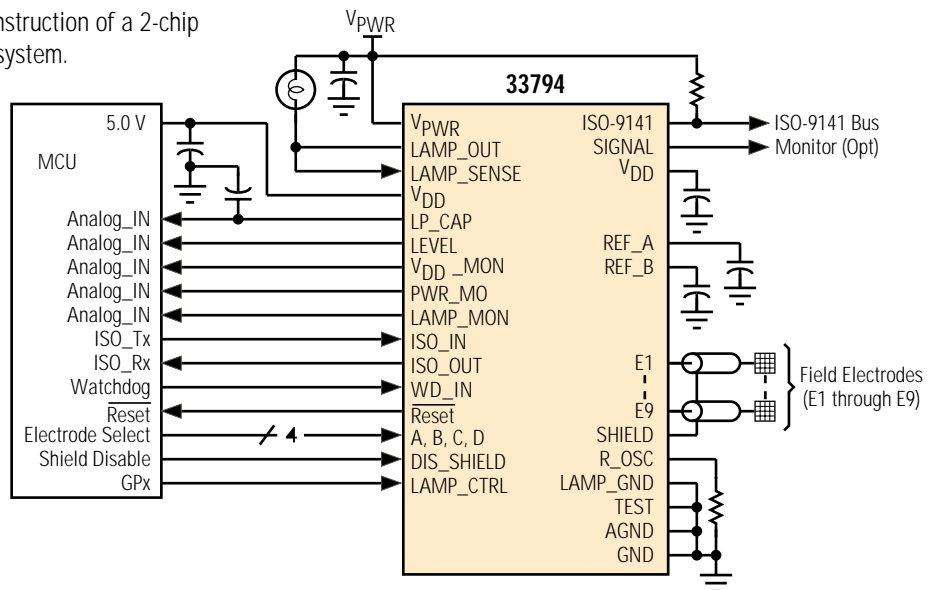 nstruction of a 2-chip
system.
VPWR
33794
5.0 V
MCU
Analog_IN
Analog_IN
Analog_IN
Analog_IN
Analog_IN
ISO_Tx
ISO_Rx
Watchdog
Reset
Electrode Select
Shield Disable
GPx
4
VPWR
LAMP_OUT
LAMP_SENSE
VDD
LP_CAP
LEVEL
VDD_MON
PWR_MO
LAMP_MON
ISO_IN
ISO_OUT
WD_IN
Reset
A, B, C, D
DIS_SHIELD
LAMP_CTRL
ISO-9141
SIGNAL
VDD
REF_A
REF_B
E1
E9
SHIELD
R_OSC
LAMP_GND
TEST
AGND
GND
ISO-9141 Bus
Monitor (Opt)
Field Electrodes
(E1 through E9)